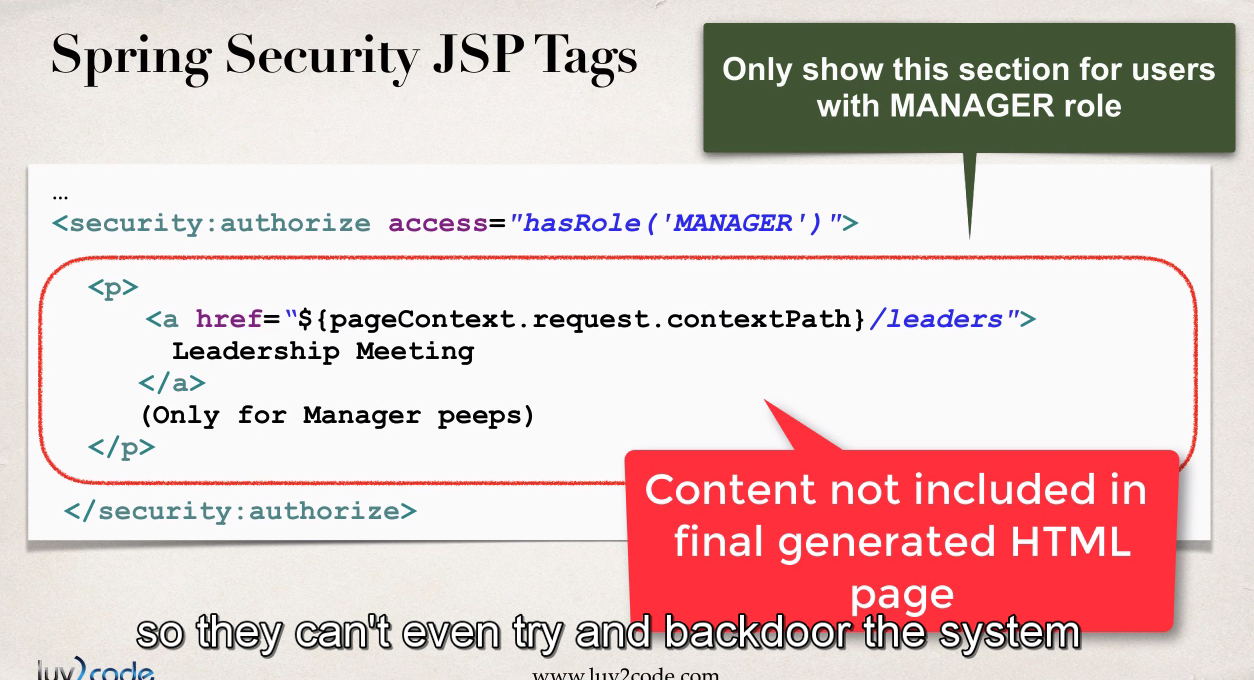 Spring Security JSP Tags
Only show this section for users
with MANAGER role
...
<security:authorize access="hasRole('MANAGER')">
<p>
<a href=“${pageContext.request.contextPath}/leaders">
Leadership Meeting
</a>
(Only for Manager peeps)
</p>
</security:authorize>
Content not included in
final generated HTML
page
so they can't even try and backdoor the system
luv2code
www.luv2code.com